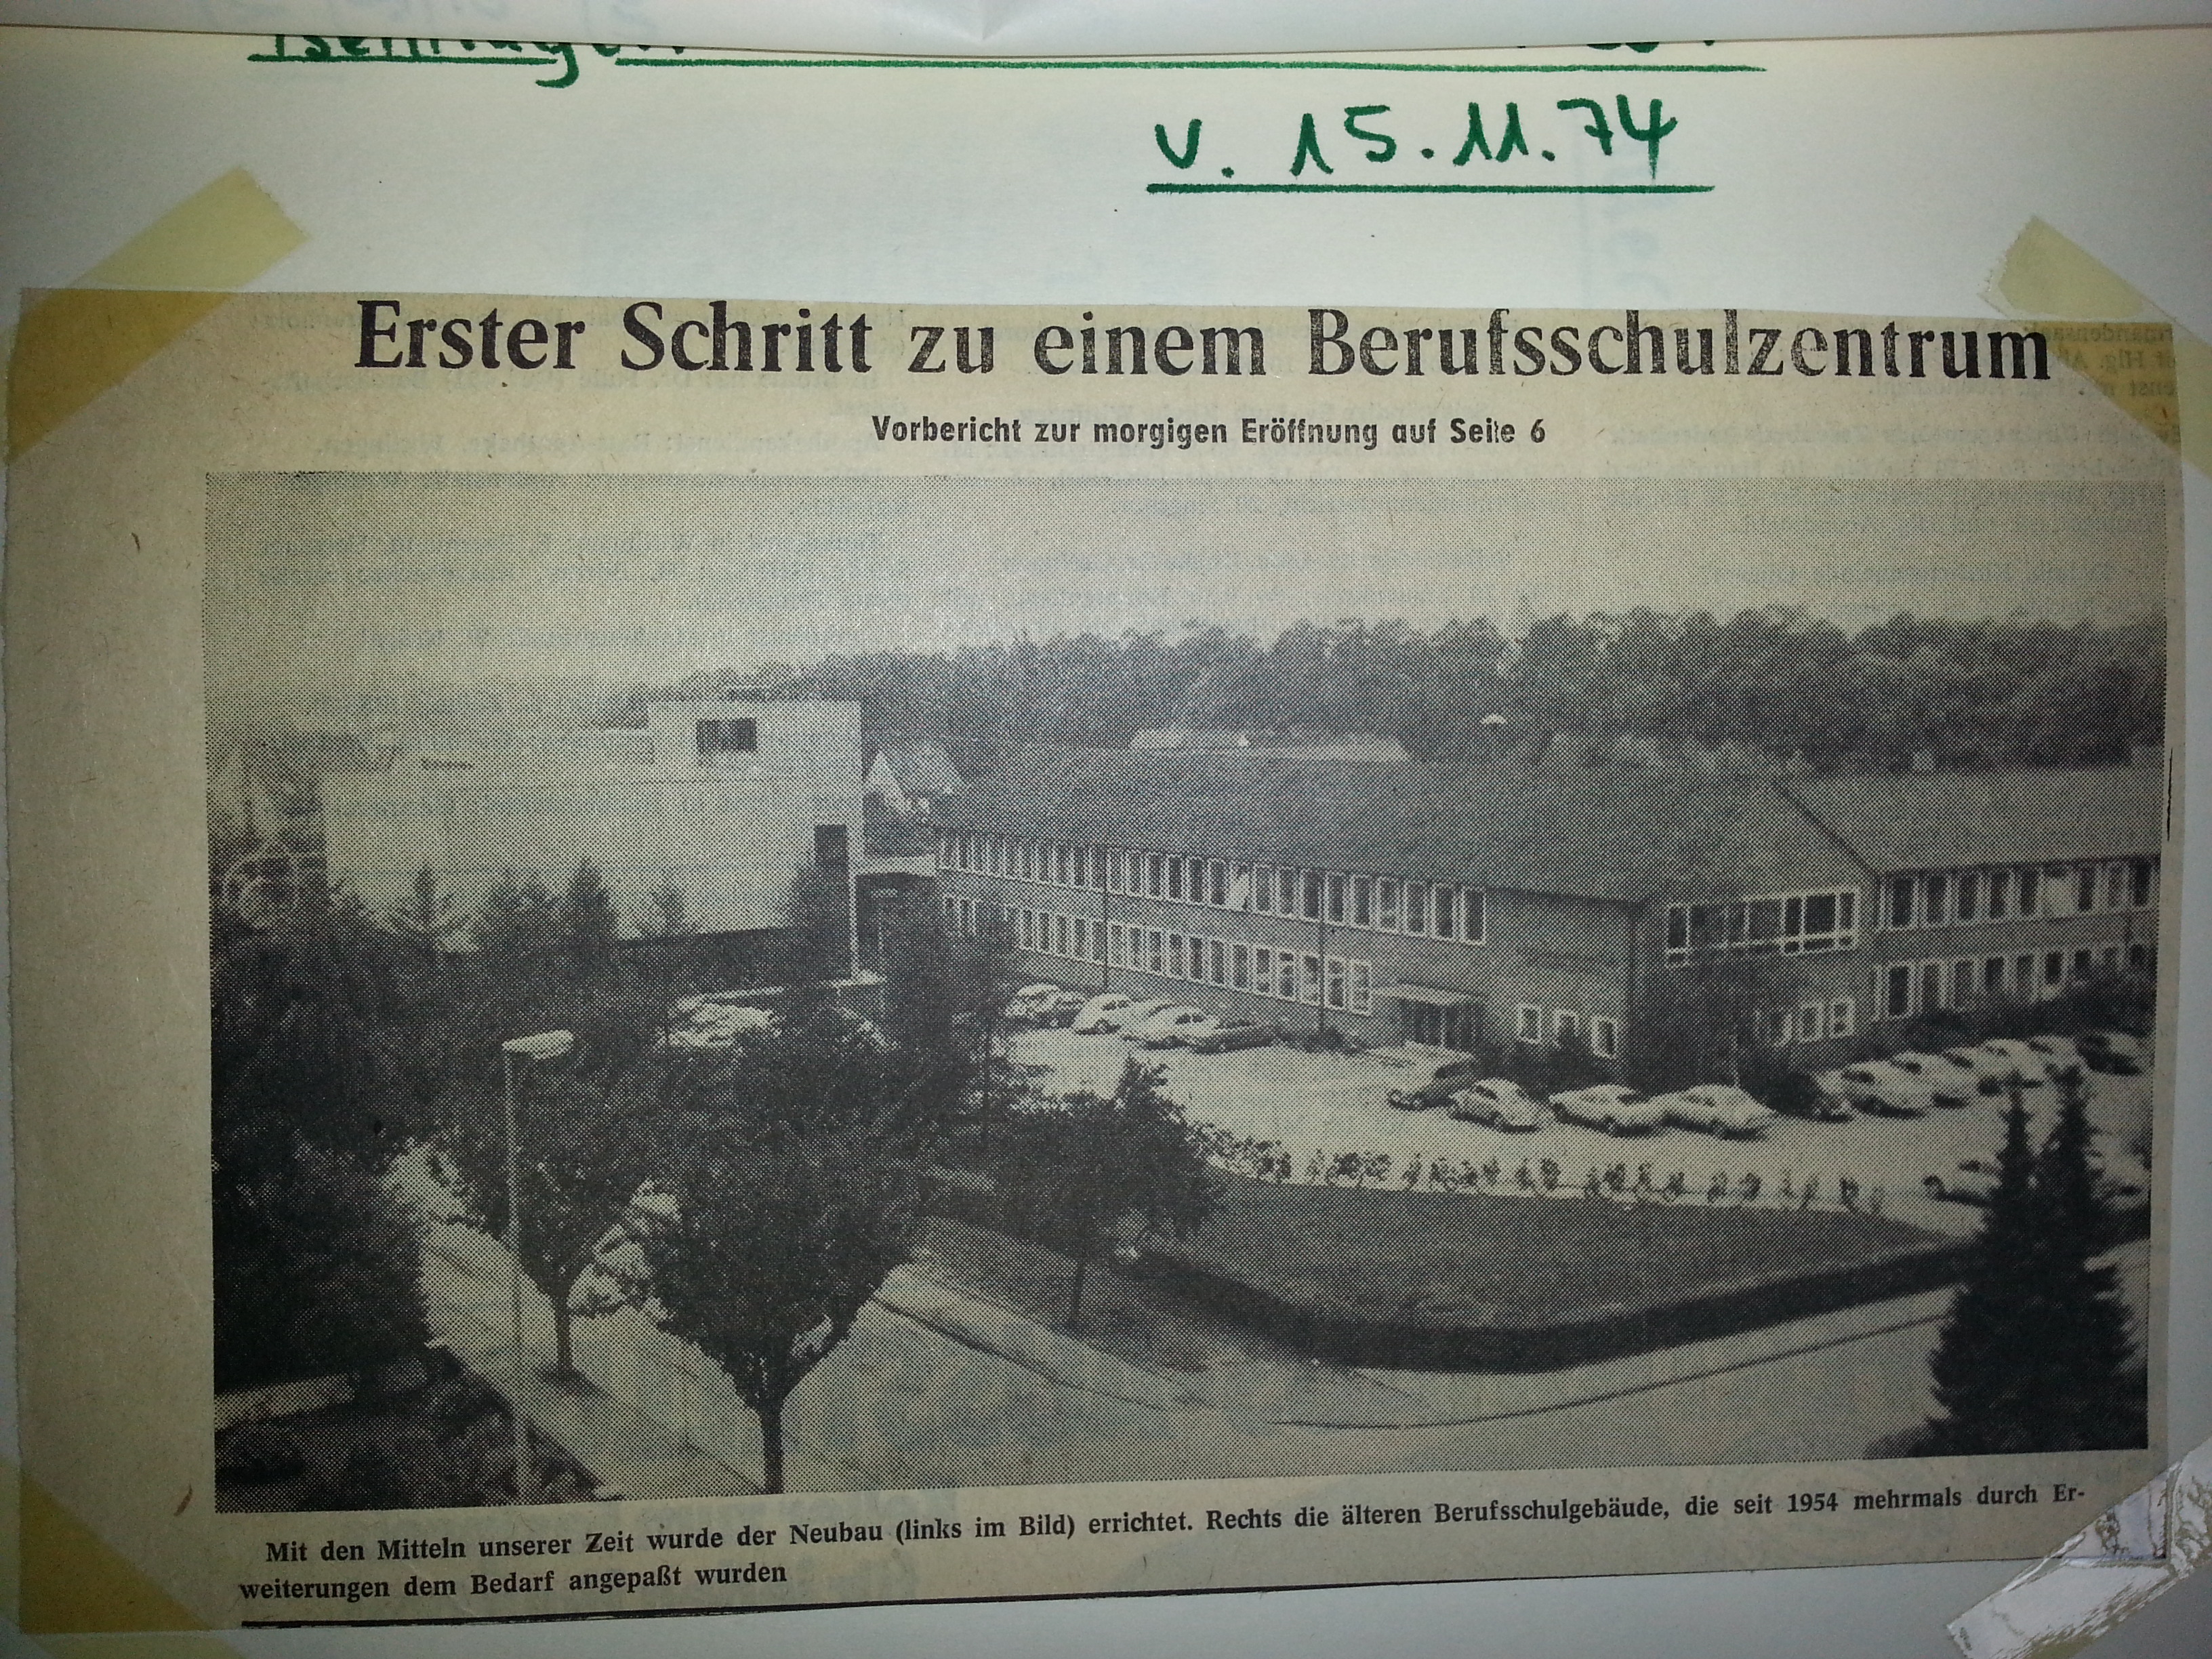 v. 15.11.74
Erster Schritt zu einem Berufsschulzentrum
Vorbericht zur morgigen Eröffnung auf Seite 6
Mit den Mitteln unserer Zeit wurde der Neubau (links im Bild) errichtet. Rechts die älteren Berufsschulgebäude, die seit 1954 mehrmals durch Er-
weiterungen dem Bedarf angepaßt wurden